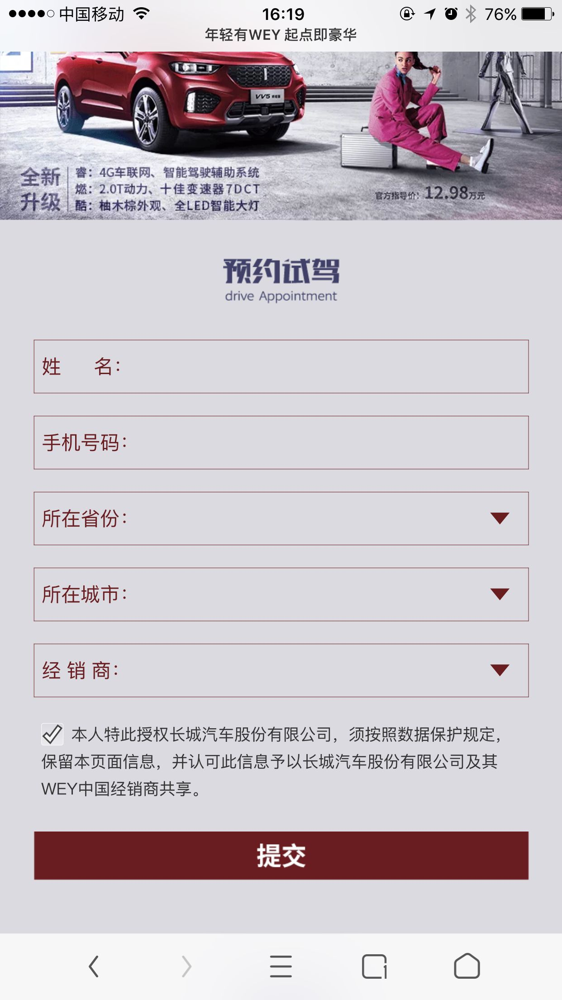 中国移动 16:19 76%
年轻有WEY 起点即豪华
VV5
全新升级
睿：4G车联网、智能驾驶辅助系统
燃：2.0T动力、十佳变速器7DCT
酷：柚木棕外观、全LED智能大灯
官方指导价：12.98万元
预约试驾
drive Appointment
姓 名：
手机号码：
所在省份：
所在城市：
经 销 商：
本人特此授权长城汽车股份有限公司，须按照数据保护规定，
保留本页面信息，并认可此信息予以长城汽车股份有限公司及其
WEY中国经销商共享。
提交
1